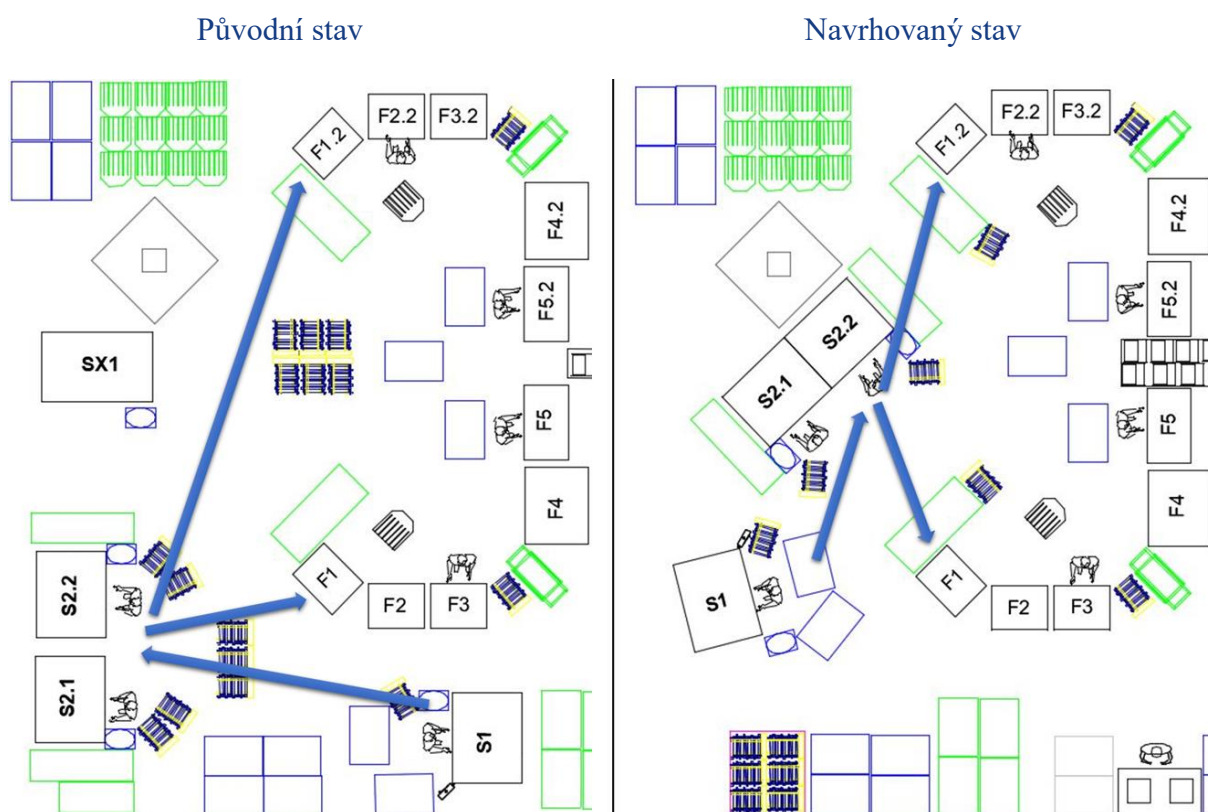 Původní stav
F1.2
F2.2
F3.2
F4.2
F5.2
SX1
F5
F4
S2.2
F1
F2
F3
S2.1
S1
Navrhovaný stav
F1.2
F2.2
F3.2
F4.2
F5.2
S2.2
S2.1
F5
F4
S1
F1
F2
F3